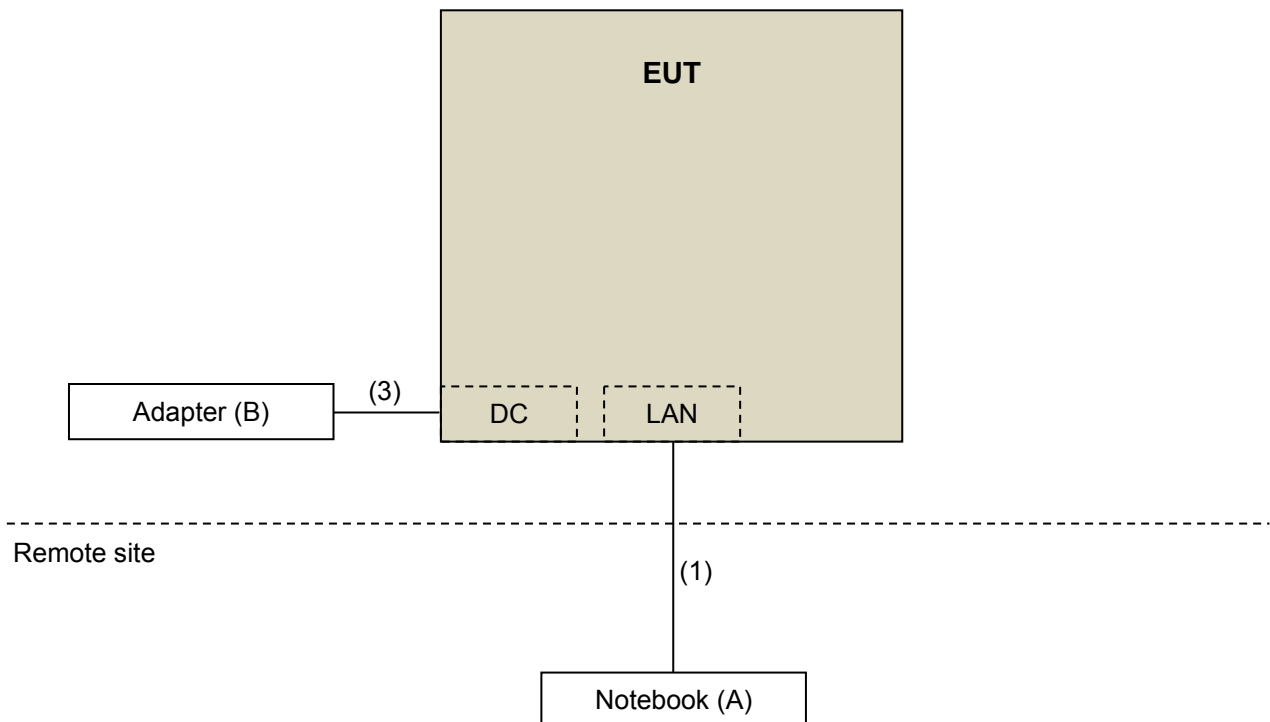 EUT
(3)
Adapter (B)
DC
LAN
Remote site
(1)
Notebook (A)